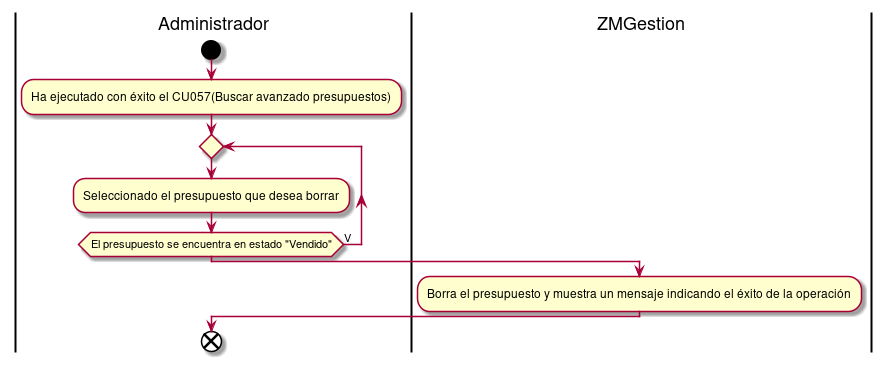 Administrador
ZMGestion
Ha ejecutado con éxito el CU057(Buscar avanzado presupuestos)
Seleccionado el presupuesto que desea borrar
El presupuesto se encuentra en estado "Vendido"
V
Borra el presupuesto y muestra un mensaje indicando el éxito de la operación